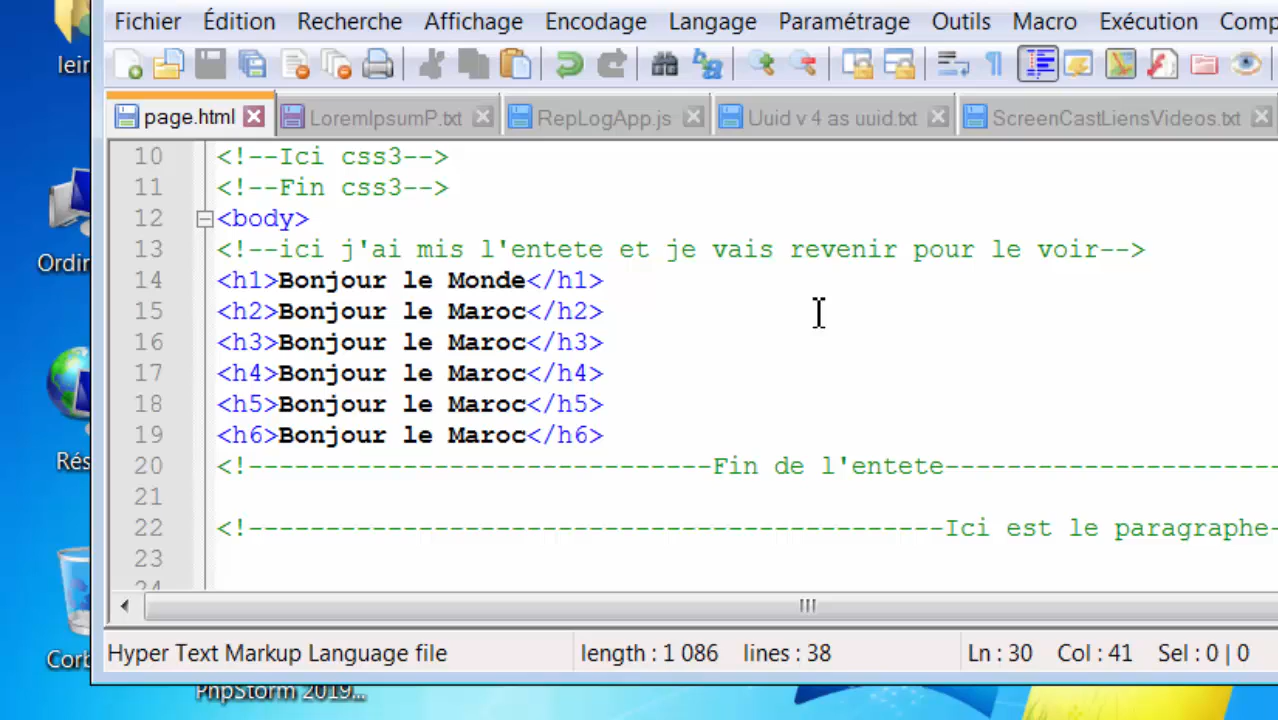 Fichier Édition Recherche Affichage Encodage Langage Paramétrage Outils Macro Exécution
page.html LoremIpsumP.txt RepLogApp.js Uuid v 4 as uuid.txt ScreenCastLiensVideos.txt
10 <!--Ici css3-->
11 <!--Fin css3-->
12 <body>
13 <!--ici j'ai mis l'entete et je vais revenir pour le voir-->
14 <h1>Bonjour le Monde</h1>
15 <h2>Bonjour le Maroc</h2>
16 <h3>Bonjour le Maroc</h3>
17 <h4>Bonjour le Maroc</h4>
18 <h5>Bonjour le Maroc</h5>
19 <h6>Bonjour le Maroc</h6>
20 <!------------------------------Fin de l'entete----------------------
21
22 <!---------------------------------------------Ici est le paragraphe-
23
24
Hyper Text Markup Language file length : 1 086 lines : 38 Ln : 30 Col : 41 Sel : 0 | 0
PhpStorm 2019...